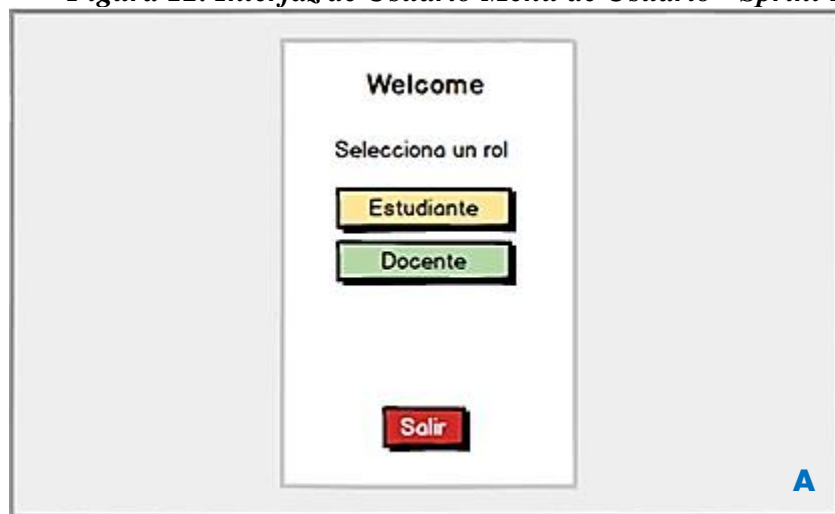 Welcome
Selecciona un rol
Estudiante
Docente
Salir
A